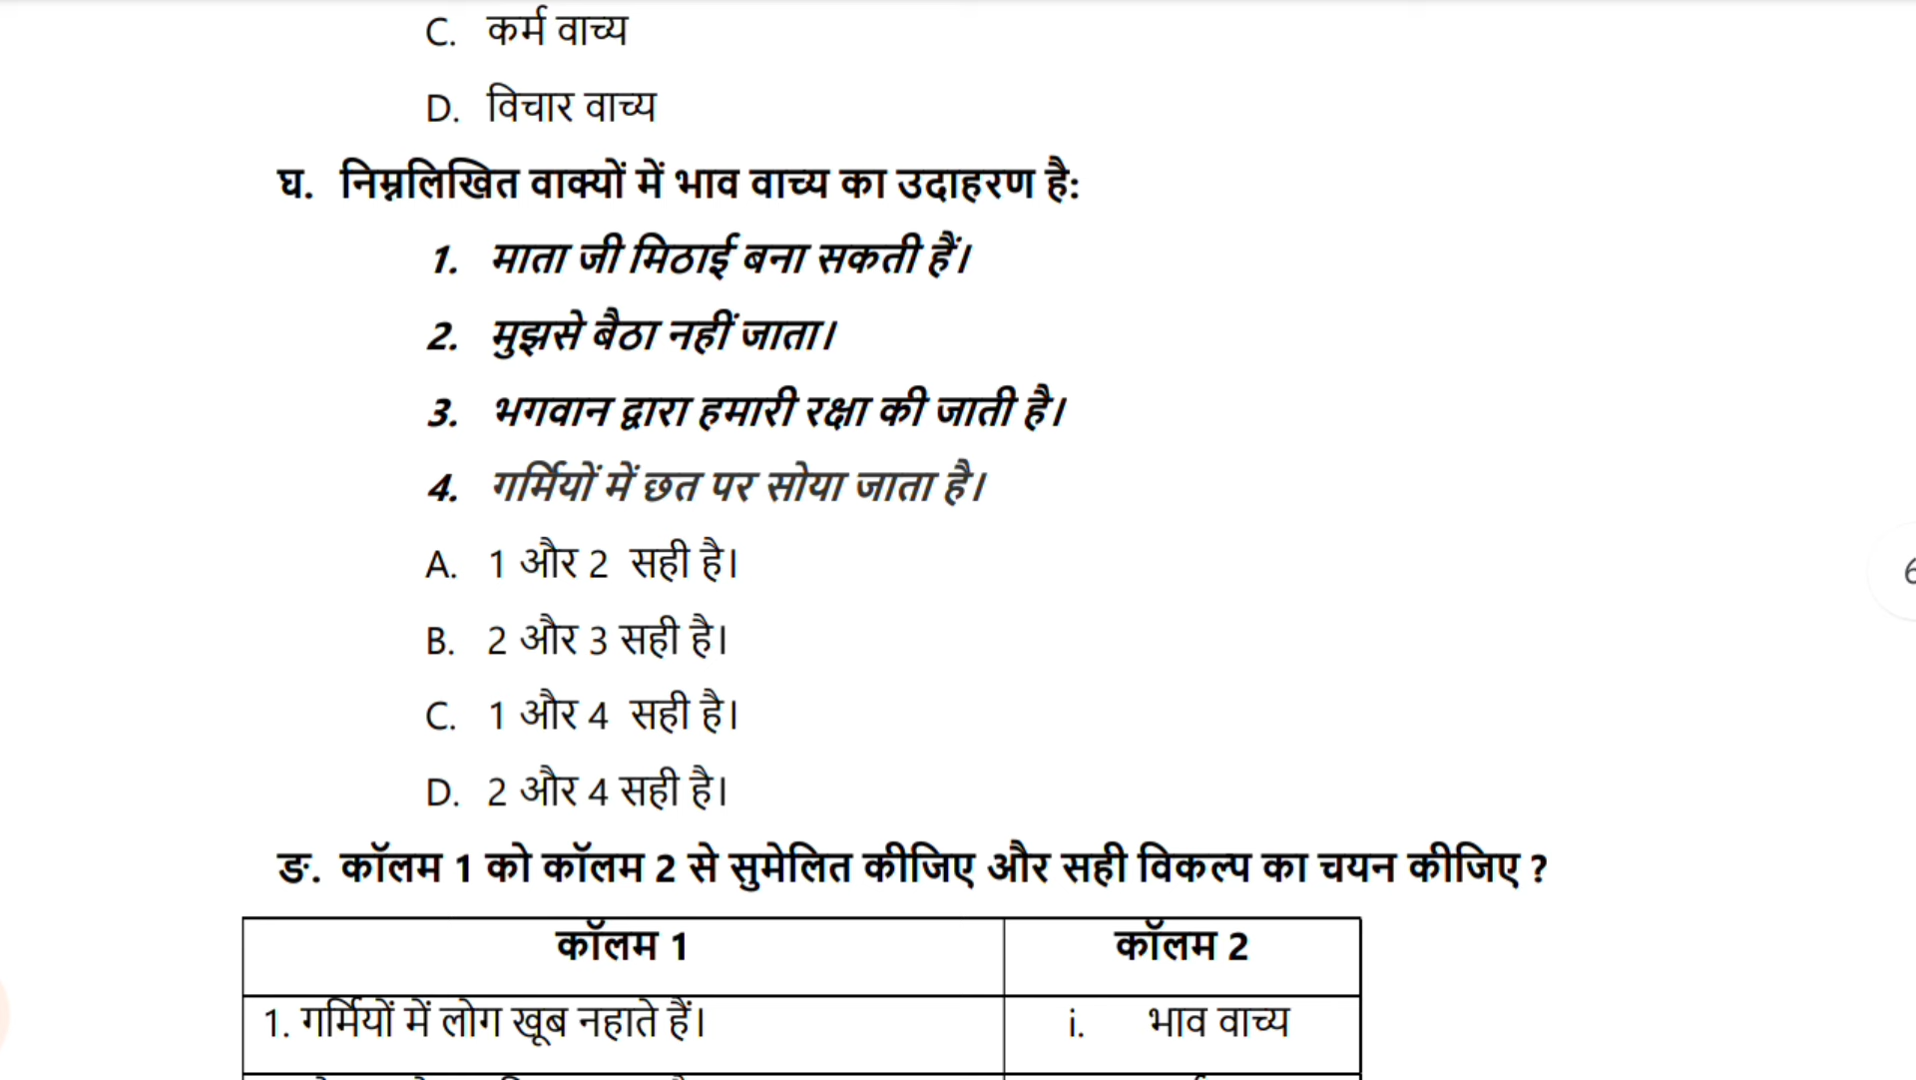 C. कर्म वाच्य
D. विचार वाच्य
घ. निम्नलिखित वाक्यों में भाव वाच्य का उदाहरण है:
1. माता जी मिठाई बना सकती हैं।
2. मुझसे बैठा नहीं जाता।
3. भगवान द्वारा हमारी रक्षा की जाती है।
4. गर्मियों में छत पर सोया जाता है।
A. 1 और 2 सही है।
B. 2 और 3 सही है।
C. 1 और 4 सही है।
D. 2 और 4 सही है।
ङ. कॉलम 1 को कॉलम 2 से सुमेलित कीजिए और सही विकल्प का चयन कीजिए ?
कॉलम 1 कॉलम 2
1. गर्मियों में लोग खूब नहाते हैं। i. भाव वाच्य